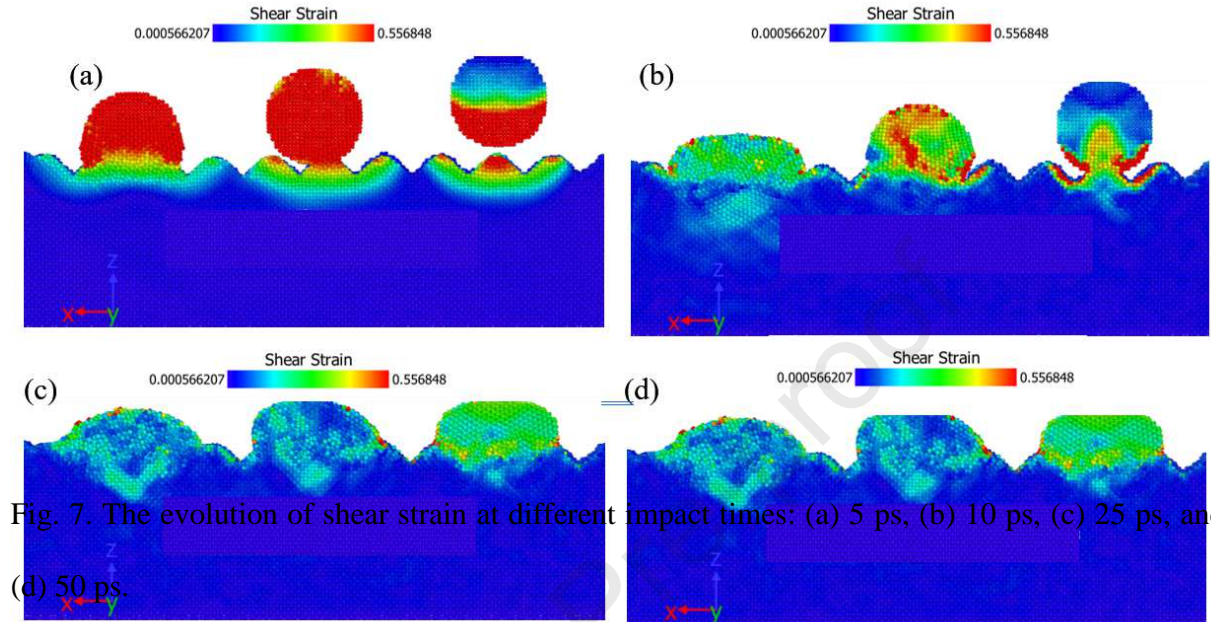 Shear Strain
0.000566207 0.556848
(a)
Z
X y
Shear Strain
0.000566207 0.556848
(b)
Z
X y
Shear Strain
0.000566207 0.556848
(c)
Z
X y
Shear Strain
0.000566207 0.556848
(d)
Z
X y
Fig. 7. The evolution of shear strain at different impact times: (a) 5 ps, (b) 10 ps, (c) 25 ps, and
(d) 50 ps.